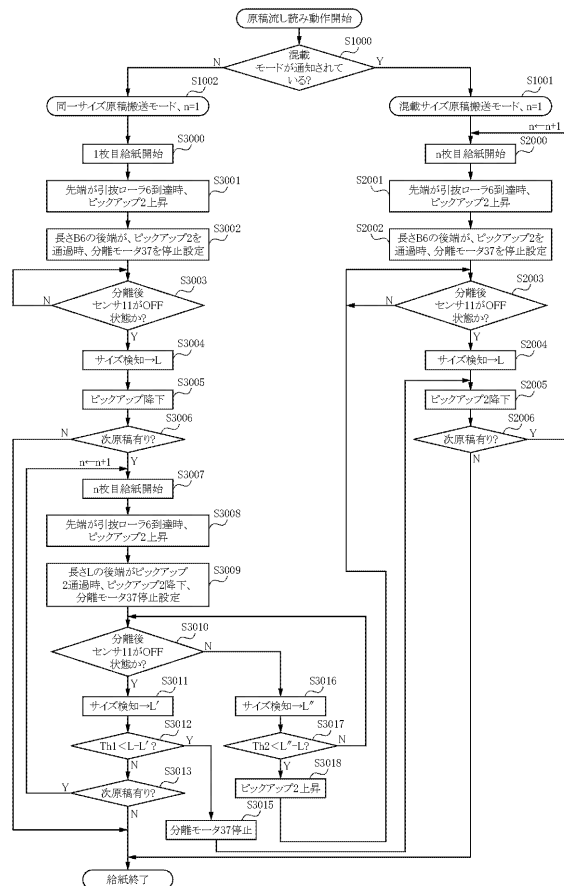 原稿流し読み動作開始
S1000
混載
モードが通知されて
いる?
N
Y
S1002
同一サイズ原稿搬送モード、n=1
S1001
混載サイズ原稿搬送モード、n=1
n←n+1
S3000
1枚目給紙開始
S2000
n枚目給紙開始
S3001
先端が引抜ローラ6到達時、
ピックアップ2上昇
S2001
先端が引抜ローラ6到達時、
ピックアップ2上昇
S3002
長さB6の後端が、ピックアップ2を
通過時、分離モータ37を停止設定
S2002
長さB6の後端が、ピックアップ2を
通過時、分離モータ37を停止設定
S3003
分離後
センサ11がOFF
状態か?
N
Y
S2003
分離後
センサ11がOFF
状態か?
N
Y
S3004
サイズ検知→L
S2004
サイズ検知→L
S3005
ピックアップ降下
S2005
ピックアップ2降下
S3006
次原稿有り?
N
Y
S2006
次原稿有り?
Y
N
n←n+1
S3007
n枚目給紙開始
S3008
先端が引抜ローラ6到達時、
ピックアップ2上昇
S3009
長さLの後端がピックアップ
2通過時、ピックアップ2降下、
分離モータ37停止設定
S3010
分離後
センサ11がOFF
状態か?
N
Y
S3011
サイズ検知→L′
S3016
サイズ検知→L″
S3012
Th1<L-L′?
Y
N
S3017
Th2<L″-L?
N
Y
S3013
次原稿有り?
Y
N
S3018
ピックアップ2上昇
S3015
分離モータ37停止
給紙終了